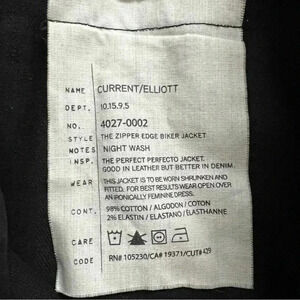 NAME CURRENT/ELLIOTT
DEPT. 10.15.9.5
NO. 4027-0002
STYLE THE ZIPPER EDGE BIKER JACKET
NOTES NIGHT WASH
INSP. THE PERFECT PERFECTO JACKET.
GOOD IN LEATHER BUT BETTER IN DENIM.
WEAR THIS JACKET IS TO BE WORN SHRUNKEN AND
FITTED. FOR BEST RESULTS WEAR OPEN OVER
AN IRONICALLY FEMININE DRESS.
CONT. 98% COTTON / ALGODON / COTON
2% ELASTIN / ELASTANO / ELASTHANNE
CARE
CODE RN# 105230/CA# 19371/CUT# 429